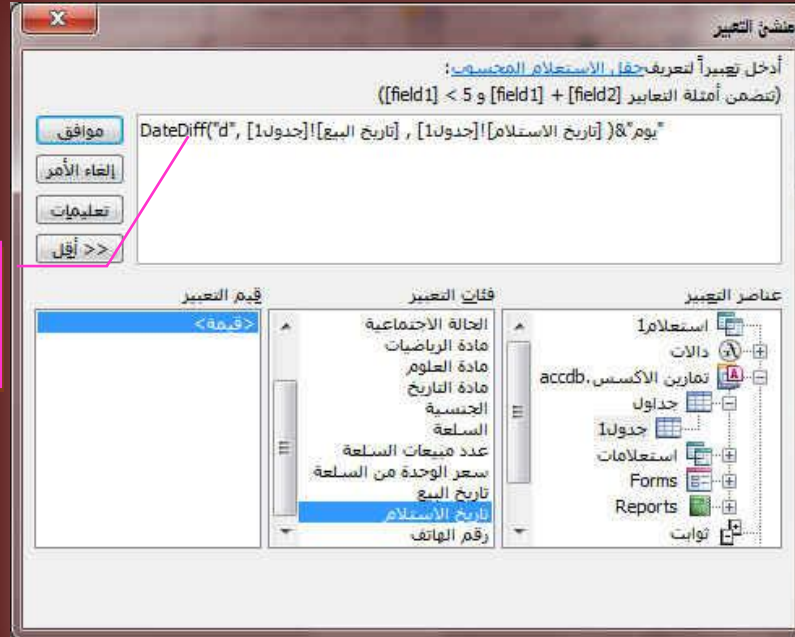 منشئ التعبير
أدخل تعبيراً لتعريف حقل الاستعلام المحسوب:
(تتضمن أمثلة التعابير [field1] + [field2] و [field1] < 5)
DateDiff("d", [جدول1]![تاريخ البيع] , [جدول1]![تاريخ الاستلام] )&"يوم"
موافق
إلغاء الأمر
تعليمات
<< أقل
عناصر التعبير
استعلام1
دالات
تمارين الاكسس.accdb
جداول
جدول1
استعلامات
Forms
Reports
ثوابت
فئات التعبير
الحالة الاجتماعية
مادة الرياضيات
مادة العلوم
مادة التاريخ
الجنسية
السلعة
عدد مبيعات السلعة
سعر الوحدة من السلعة
تاريخ البيع
تاريخ الاستلام
رقم الهاتف
قيم التعبير
<قيمة>